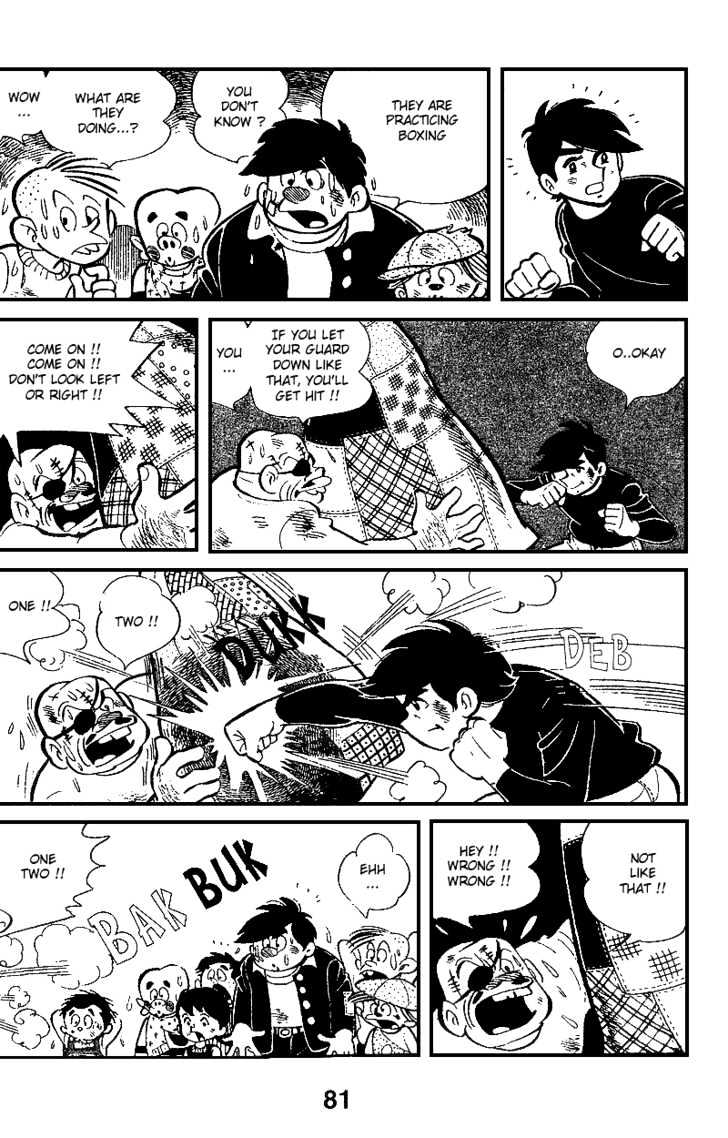 WOW
...
WHAT ARE
THEY
DOING...?
YOU
DON'T
KNOW ?
THEY ARE
PRACTICING
BOXING
COME ON !!
COME ON !!
DON'T LOOK LEFT
OR RIGHT !!
YOU
...
IF YOU LET
YOUR GUARD
DOWN LIKE
THAT, YOU'LL
GET HIT !!
O..OKAY
ONE !!
TWO !!
DUKK
DEB
ONE
TWO !!
BAK
BUK
EHH
...
HEY !!
WRONG !!
WRONG !!
NOT
LIKE
THAT !!
81